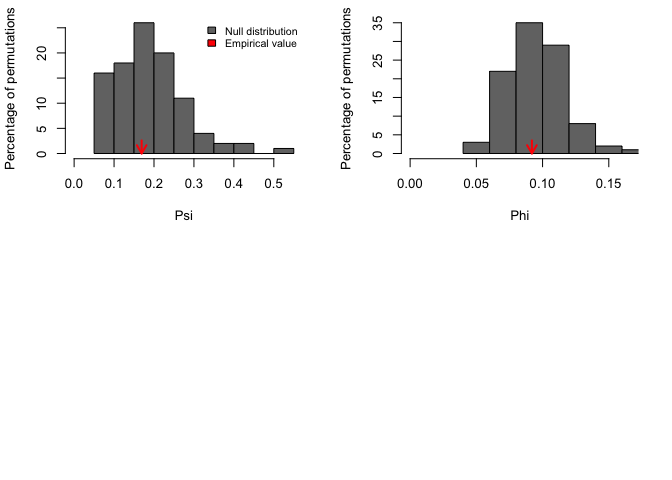 Percentage of permutations
0 5 10 20
0.0 0.1 0.2 0.3 0.4 0.5
Psi
Null distribution
Empirical value
Percentage of permutations
0 5 15 25 35
0.00 0.05 0.10 0.15
Phi